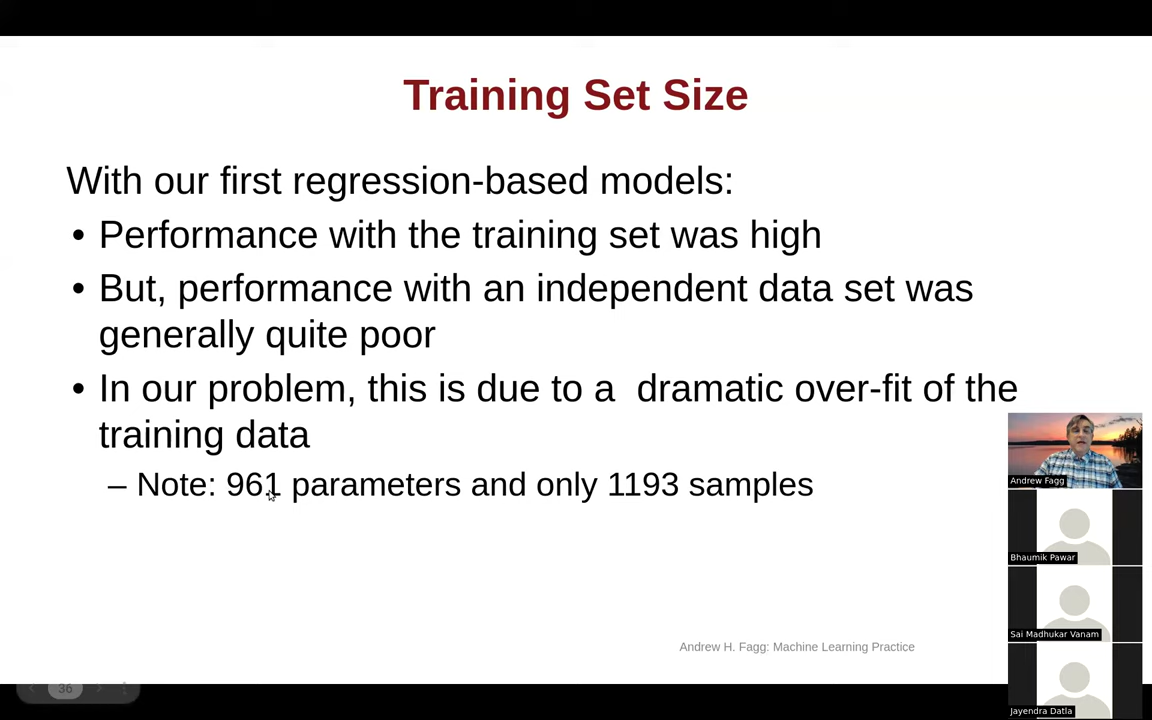 Training Set Size
With our first regression-based models:
• Performance with the training set was high
• But, performance with an independent data set was
generally quite poor
• In our problem, this is due to a  dramatic over-fit of the
training data
– Note: 961 parameters and only 1193 samples
Andrew Fagg
Bhaumik Pawar
Sai Madhukar Vanam
Andrew H. Fagg: Machine Learning Practice
36
Jayendra Datla